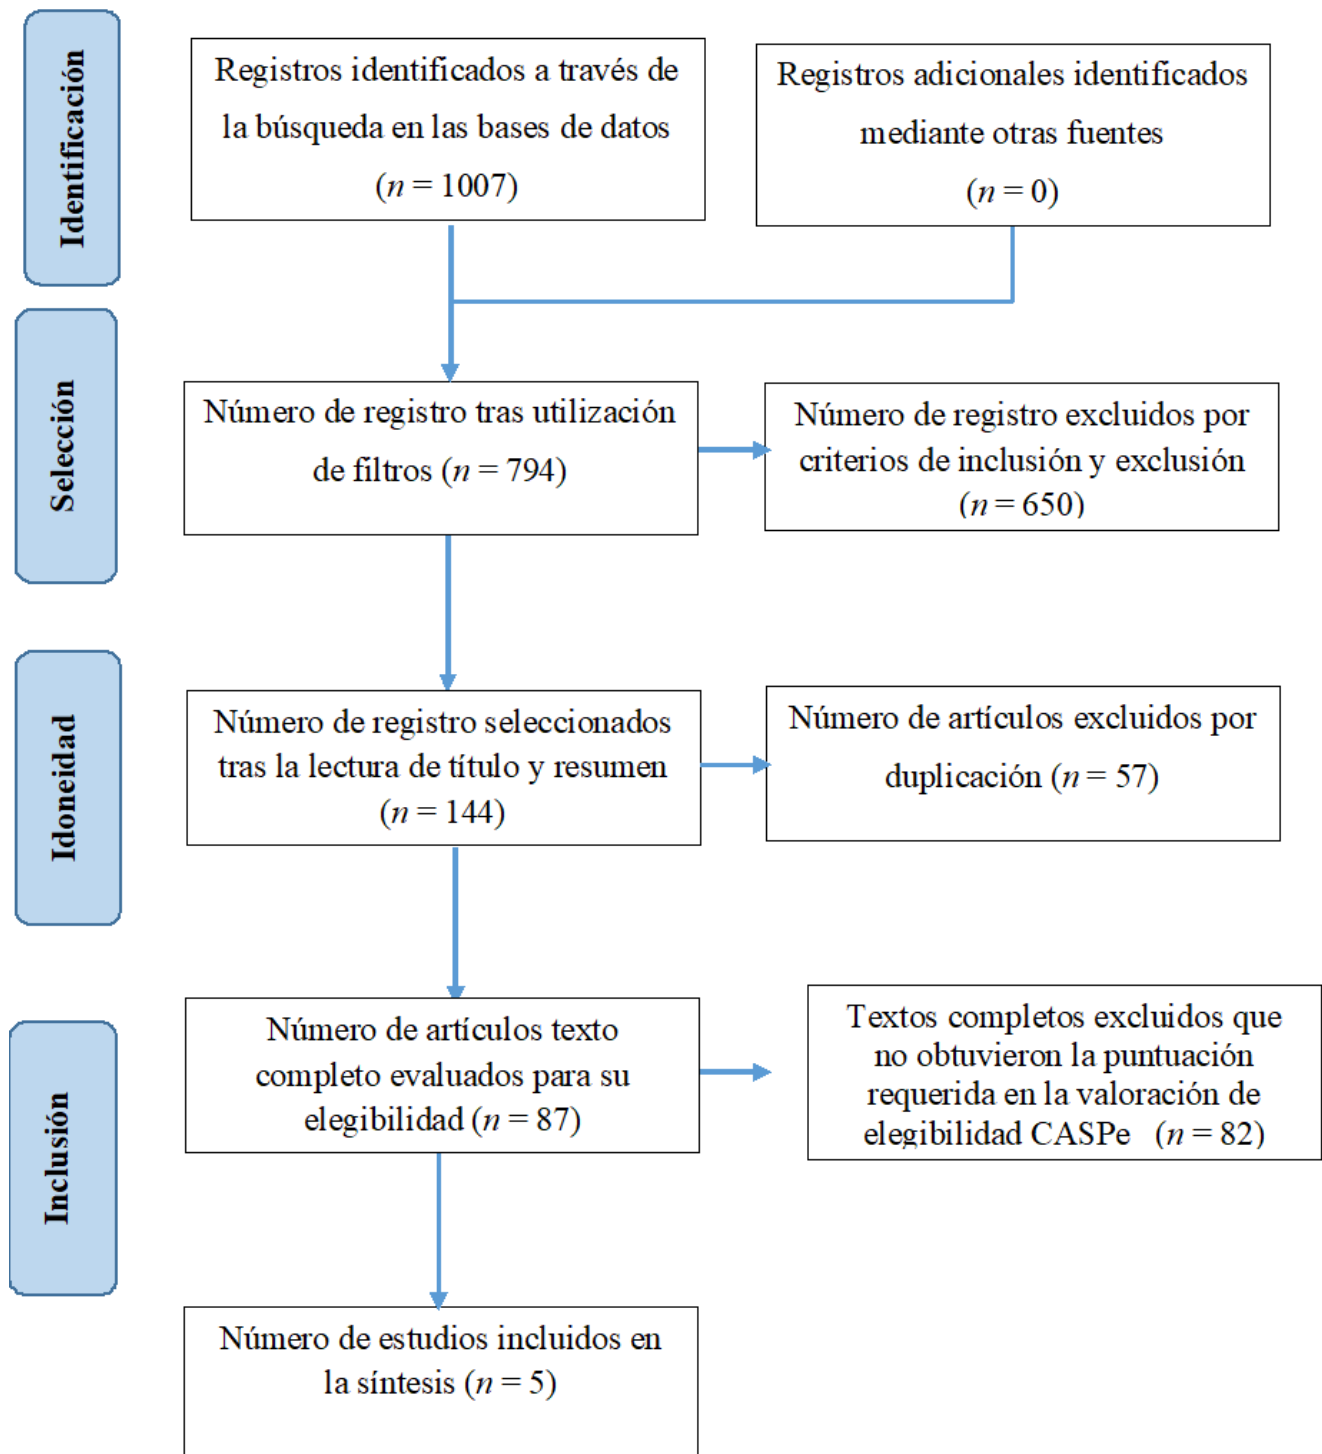 Identificación
Registros identificados a través de
la búsqueda en las bases de datos
(n = 1007)
Registros adicionales identificados
mediante otras fuentes
(n = 0)
Selección
Número de registro tras utilización
de filtros (n = 794)
Número de registro excluidos por
criterios de inclusión y exclusión
(n = 650)
Idoneidad
Número de registro seleccionados
tras la lectura de título y resumen
(n = 144)
Número de artículos excluidos por
duplicación (n = 57)
Inclusión
Número de artículos texto
completo evaluados para su
elegibilidad (n = 87)
Textos completos excluidos que
no obtuvieron la puntuación
requerida en la valoración de
elegibilidad CASPe (n = 82)
Número de estudios incluidos en
la síntesis (n = 5)